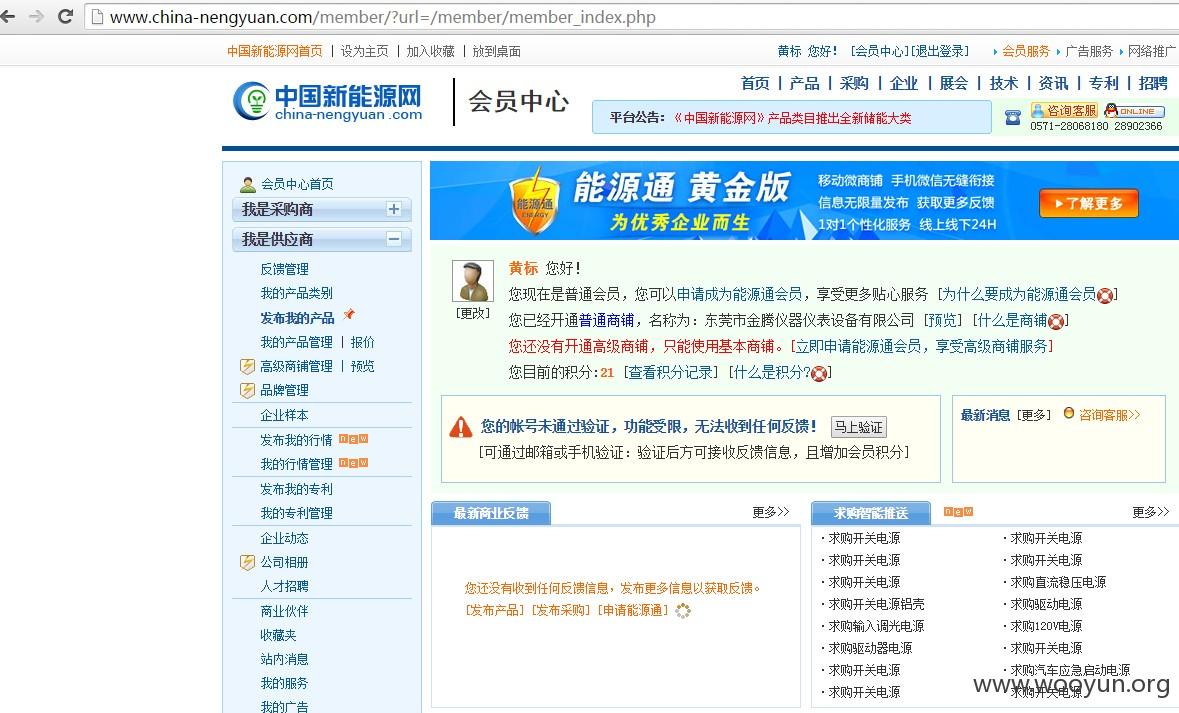 www.china-nengyuan.com/member/?url=/member/member_index.php
中国新能源网首页 | 设为主页 | 加入收藏 | 放到桌面
黄标 您好! [会员中心][退出登录] 会员服务 广告服务 网络推广
中国新能源网
china-nengyuan.com
会员中心
首页 | 产品 | 采购 | 企业 | 展会 | 技术 | 资讯 | 专利 | 招聘
平台公告:《中国新能源网》产品类目推出全新储能大类
咨询客服 ONLINE
0571-28068180 28902366
会员中心首页
我是采购商
我是供应商
反馈管理
我的产品类别
发布我的产品
我的产品管理 | 报价
高级商铺管理 | 预览
品牌管理
企业样本
发布我的行情 new
我的行情管理 new
发布我的专利
我的专利管理
企业动态
公司相册
人才招聘
商业伙伴
收藏夹
站内消息
我的服务
我的广告
能源通
ENERGY
能源通 黄金版
为优秀企业而生
移动微商铺 手机微信无缝衔接
信息无限量发布 获取更多反馈
1对1个性化服务 线上线下24H
了解更多
[更改]
黄标 您好!
您现在是普通会员，您可以申请成为能源通会员，享受更多贴心服务 [为什么要成为能源通会员]
您已经开通普通商铺，名称为：东莞市金腾仪器仪表设备有限公司 [预览] [什么是商铺]
您还没有开通高级商铺，只能使用基本商铺。[立即申请能源通会员，享受高级商铺服务]
您目前的积分:21 [查看积分记录] [什么是积分?]
您的帐号未通过验证，功能受限，无法收到任何反馈! 马上验证
[可通过邮箱或手机验证：验证后方可接收反馈信息，且增加会员积分]
最新消息 [更多] 咨询客服>>
最新商业反馈 更多>>
您还没有收到任何反馈信息，发布更多信息以获取反馈。
[发布产品] [发布采购] [申请能源通]
求购智能推送 new 更多>>
·求购开关电源 ·求购开关电源
·求购开关电源 ·求购开关电源
·求购开关电源 ·求购直流稳压电源
·求购开关电源铝壳 ·求购驱动电源
·求购输入调光电源 ·求购120V电源
·求购驱动器电源 ·求购开关电源
·求购开关电源 ·求购汽车应急启动电源
·求购开关电源 ·求购开关电源
www.wooyun.org